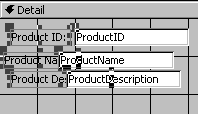 Detail
Product ID: ProductID
Product Na ProductName
Product De ProductDescription